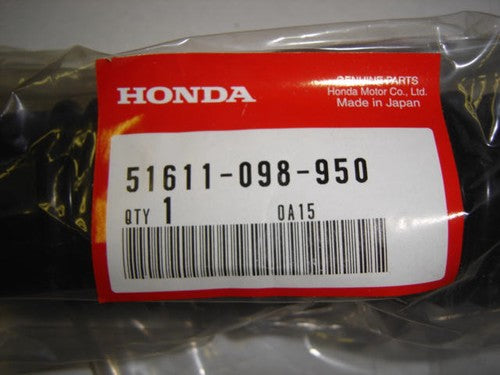 HONDA
GENUINE PARTS
Honda Motor Co., Ltd.
Made in Japan
51611-098-950
QTY 1 0A15